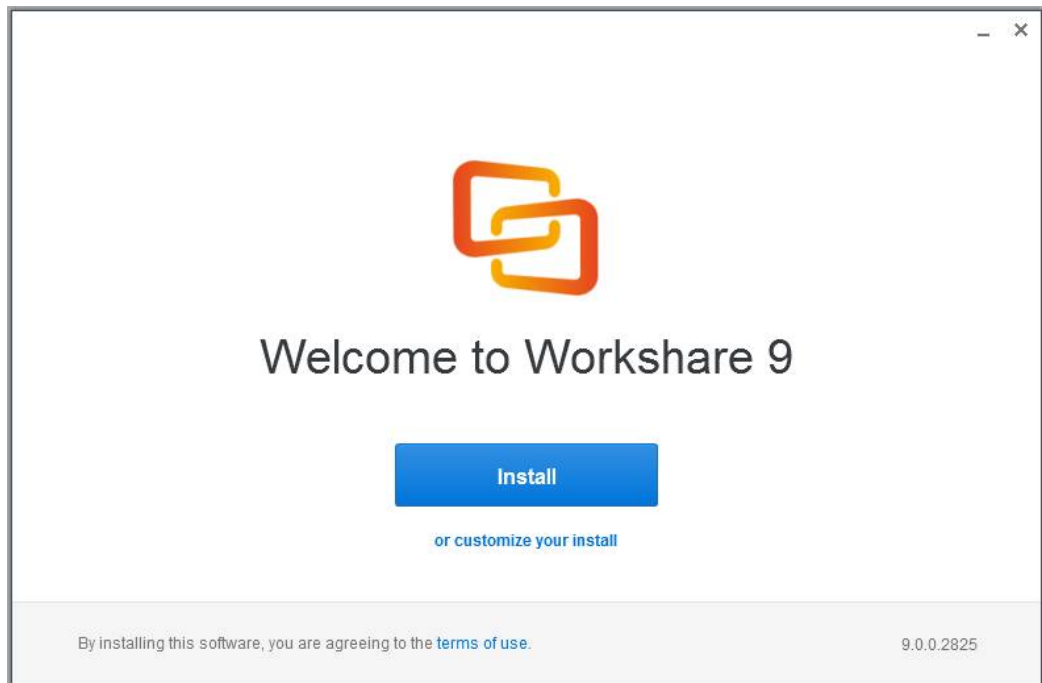 Welcome to Workshare 9
Install
or customize your install
By installing this software, you are agreeing to the terms of use.
9.0.0.2825